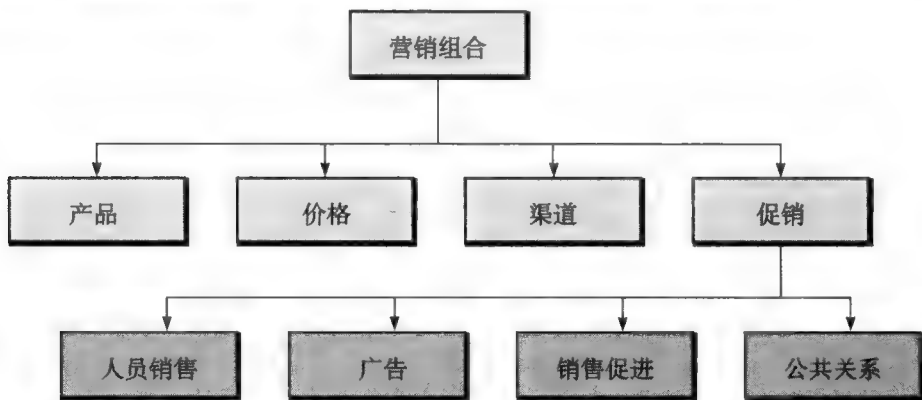 营销组合
产品
价格
渠道
促销
人员销售
广告
销售促进
公共关系